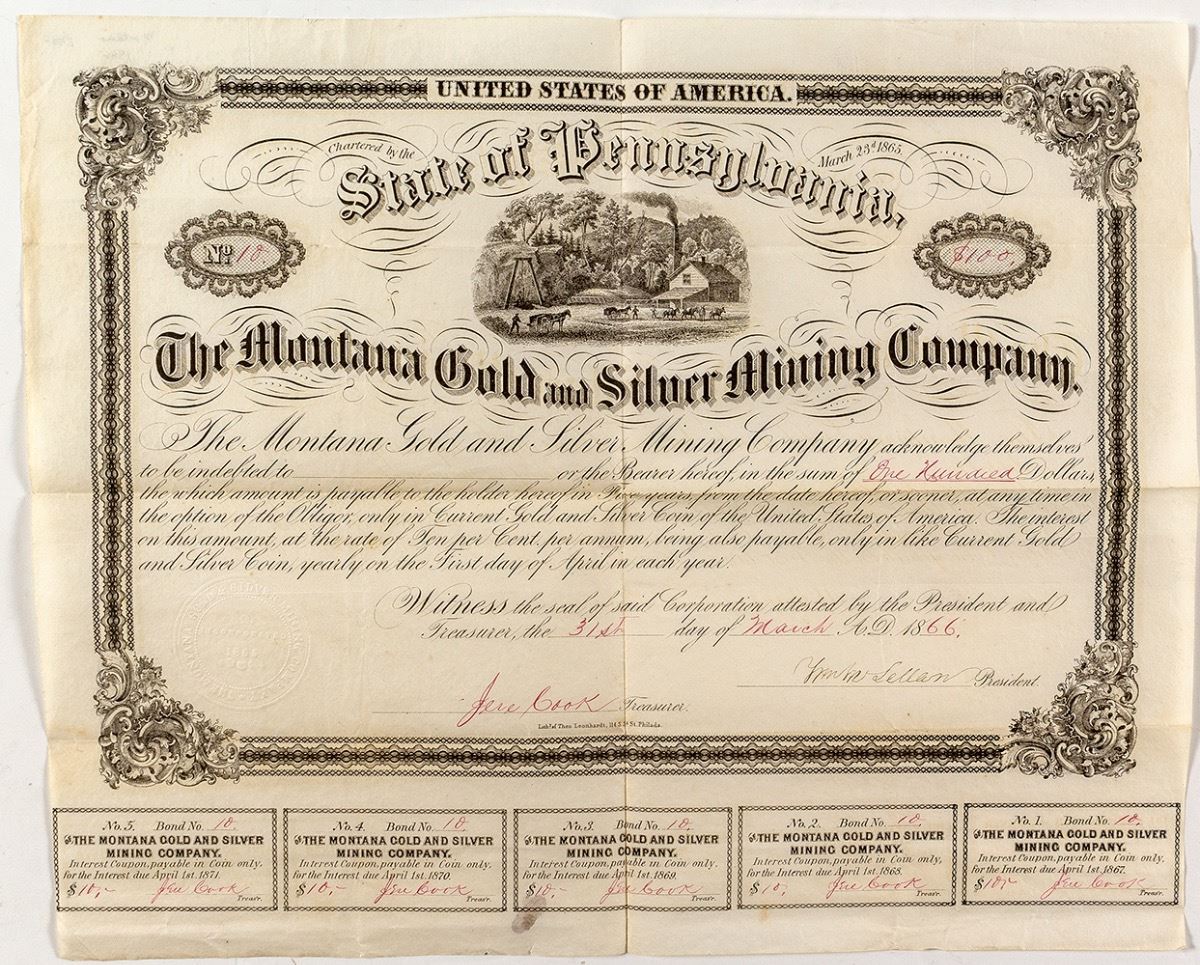 UNITED STATES OF AMERICA.
Chartered by the March 23d 1865.
State of Pennsylvania,
No. 10. $100
The Montana Gold and Silver Mining Company.
The Montana Gold and Silver Mining Company acknowledge themselves
to be indebted to or the Bearer hereof, in the sum of One Hundred Dollars,
the which amount is payable to the holder hereof in Five years, from the date hereof, or sooner, at any time in
the option of the Obligor, only in Current Gold and Silver Coin of the United States of America. The interest
on this amount, at the rate of Ten per Cent. per annum, being also payable, only in like Current Gold
and Silver Coin, yearly on the First day of April in each year.
Witness the seal of said Corporation attested by the President and
Treasurer, the 31st day of March A.D. 1866.
Wm Mc Lellan President.
Jere Cook Treasurer.
Lith. of Theo. Leonhardt, 114 S. 3d St. Philada.
No. 5. Bond No. 10.
THE MONTANA GOLD AND SILVER
MINING COMPANY.
Interest Coupon, payable in Coin only,
for the Interest due April 1st. 1871.
$10,- Jere Cook
Treasr.
No. 4. Bond No. 10.
THE MONTANA GOLD AND SILVER
MINING COMPANY.
Interest Coupon, payable in Coin only,
for the Interest due April 1st. 1870.
$10,- Jere Cook
Treasr.
No. 3. Bond No. 10.
THE MONTANA GOLD AND SILVER
MINING COMPANY.
Interest Coupon, payable in Coin only,
for the Interest due April 1st. 1869.
$10- Jere Cook
Treasr.
No. 2. Bond No. 10.
THE MONTANA GOLD AND SILVER
MINING COMPANY.
Interest Coupon, payable in Coin only,
for the Interest due April 1st. 1868.
$10, Jere Cook
Treasr.
No. 1. Bond No. 10.
THE MONTANA GOLD AND SILVER
MINING COMPANY.
Interest Coupon, payable in Coin only,
for the Interest due April 1st. 1867.
$10,- Jere Cook
Treasr.